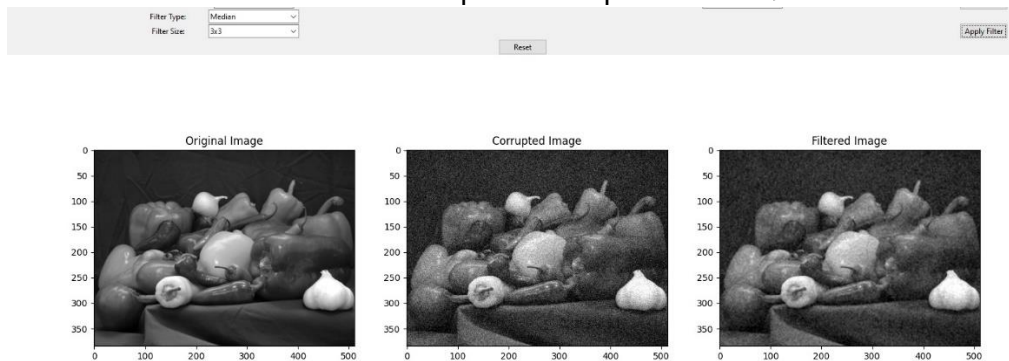 Filter Type: Median
Filter Size: 3x3
Apply Filter
Reset
Original Image
Corrupted Image
Filtered Image
0
50
100
150
200
250
300
350
0 100 200 300 400 500
0
50
100
150
200
250
300
350
0 100 200 300 400 500
0
50
100
150
200
250
300
350
0 100 200 300 400 500